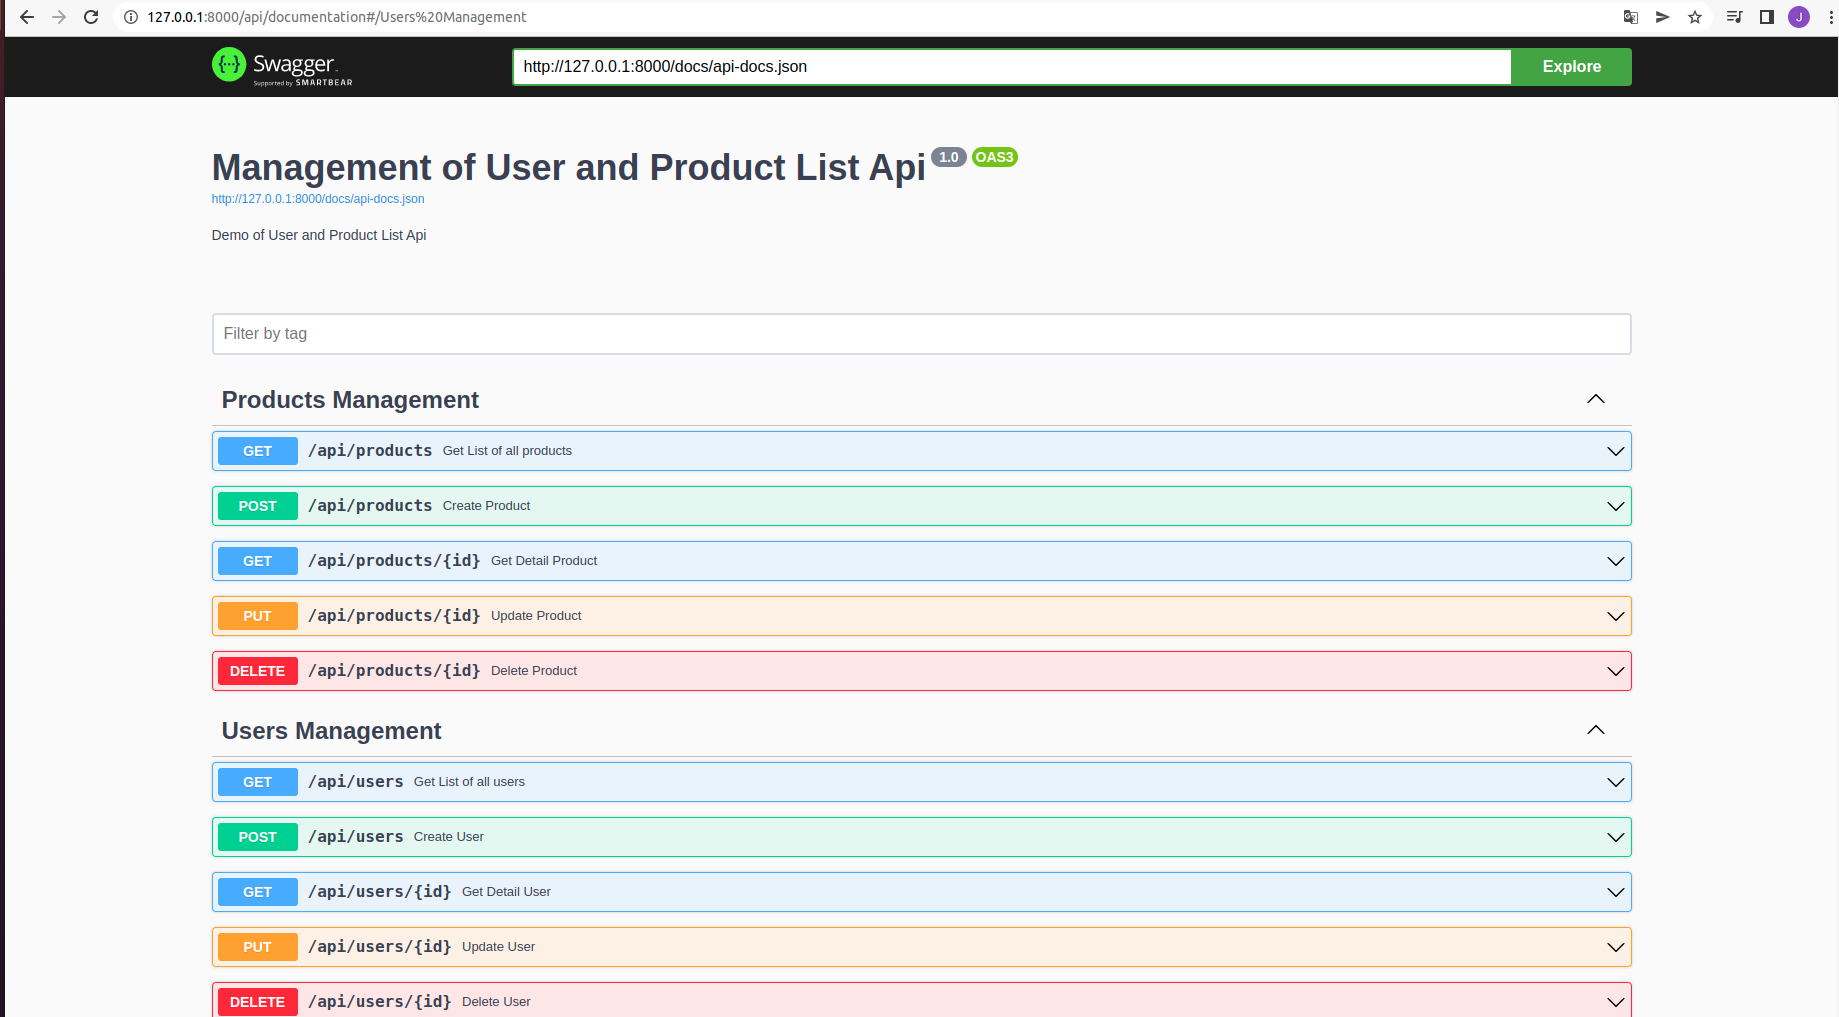 127.0.0.1:8000/api/documentation#/Users%20Management
J
{···} Swagger.
Supported by SMARTBEAR
http://127.0.0.1:8000/docs/api-docs.json
Explore
Management of User and Product List Api 1.0 OAS3
http://127.0.0.1:8000/docs/api-docs.json
Demo of User and Product List Api
Filter by tag
Products Management
GET /api/products Get List of all products
POST /api/products Create Product
GET /api/products/{id} Get Detail Product
PUT /api/products/{id} Update Product
DELETE /api/products/{id} Delete Product
Users Management
GET /api/users Get List of all users
POST /api/users Create User
GET /api/users/{id} Get Detail User
PUT /api/users/{id} Update User
DELETE /api/users/{id} Delete User